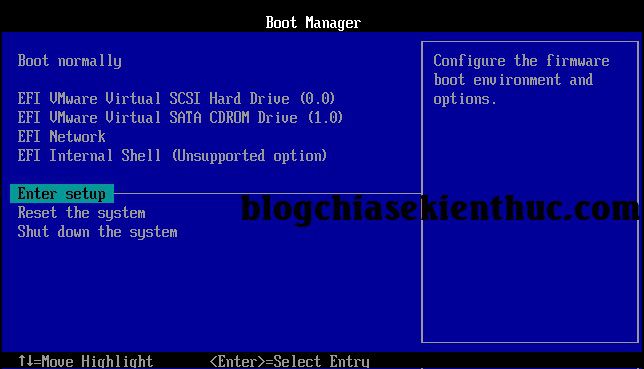 Boot Manager
Boot normally
EFI VMware Virtual SCSI Hard Drive (0.0)
EFI VMware Virtual SATA CDROM Drive (1.0)
EFI Network
EFI Internal Shell (Unsupported option)
Enter setup
Reset the system
Shut down the system
Configure the firmware
boot environment and
options.
blogchiasekienthuc.com
↑↓=Move Highlight <Enter>=Select Entry